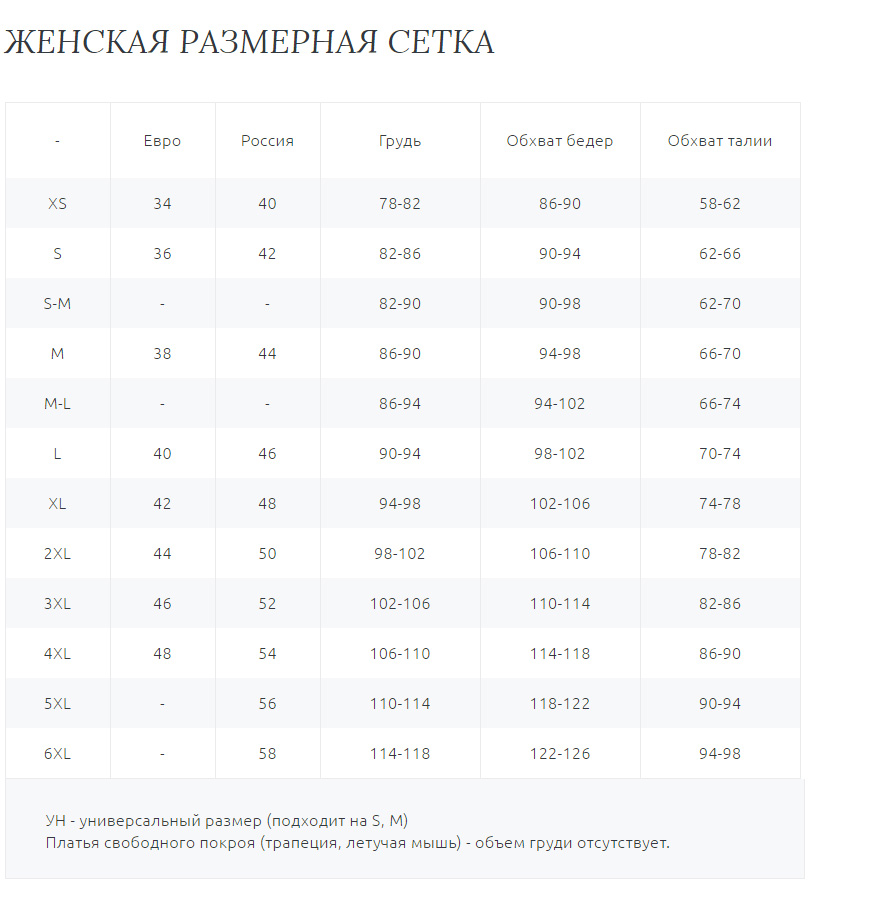 ЖЕНСКАЯ РАЗМЕРНАЯ СЕТКА
- Евро Россия Грудь Обхват бедер Обхват талии
XS 34 40 78-82 86-90 58-62
S 36 42 82-86 90-94 62-66
S-M - - 82-90 90-98 62-70
M 38 44 86-90 94-98 66-70
M-L - - 86-94 94-102 66-74
L 40 46 90-94 98-102 70-74
XL 42 48 94-98 102-106 74-78
2XL 44 50 98-102 106-110 78-82
3XL 46 52 102-106 110-114 82-86
4XL 48 54 106-110 114-118 86-90
5XL - 56 110-114 118-122 90-94
6XL - 58 114-118 122-126 94-98
УН - универсальный размер (подходит на S, M)
Платья свободного покроя (трапеция, летучая мышь) - объем груди отсутствует.